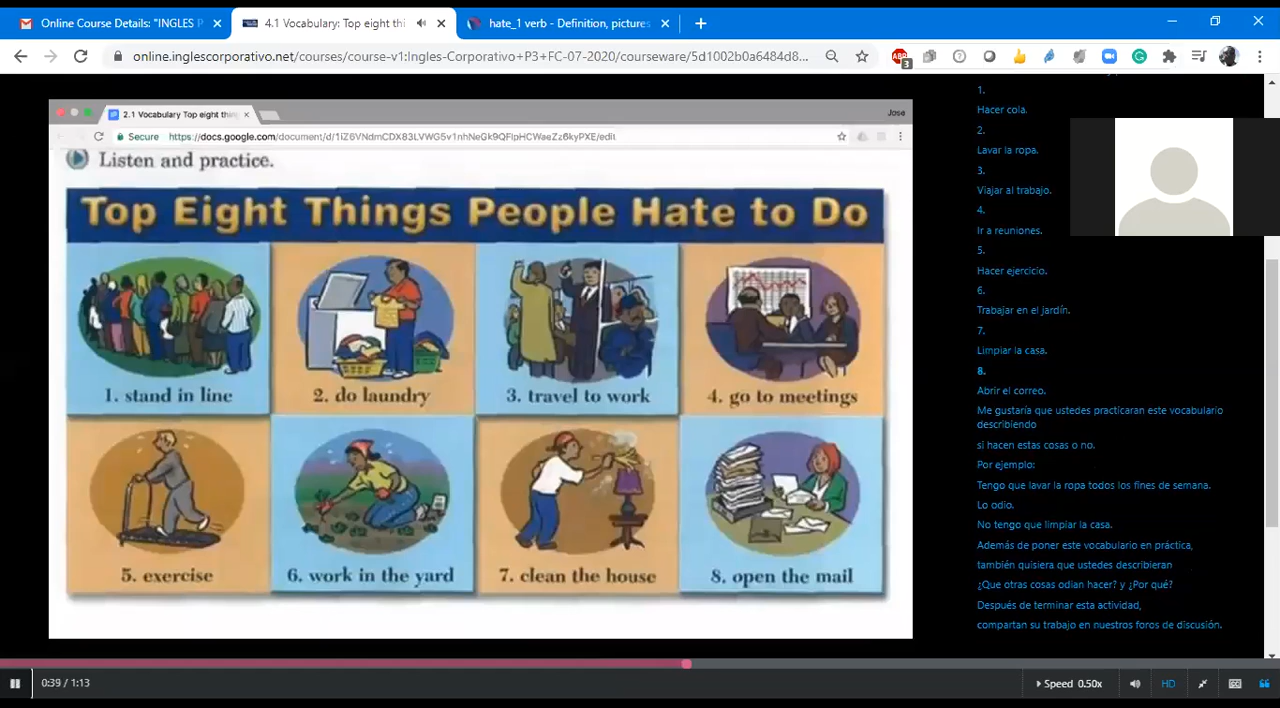 Online Course Details: "INGLES P
4.1 Vocabulary: Top eight thi
hate_1 verb - Definition, pictures
online.inglescorporativo.net/courses/course-v1:Ingles_Corporativo+P3+FC-07_2020/courseware/5d1002b0a6484d8...
3
2.1 Vocabulary Top eight thin
Jose
Secure
https://docs.google.com/document/d/1iZ6VNdmCDX83LVWG5v1nhNeGk9QFlpHCWaeZz6kyPXE/edit
Listen and practice.
Top Eight Things People Hate to Do
1. stand in line
2. do laundry
3. travel to work
4. go to meetings
5. exercise
6. work in the yard
7. clean the house
8. open the mail
1.
Hacer cola.
2.
Lavar la ropa.
3.
Viajar al trabajo.
4.
Ir a reuniones.
5.
Hacer ejercicio.
6.
Trabajar en el jardín.
7.
Limpiar la casa.
8.
Abrir el correo.
Me gustaría que ustedes practicaran este vocabulario
describiendo
si hacen estas cosas o no.
Por ejemplo:
Tengo que lavar la ropa todos los fines de semana.
Lo odio.
No tengo que limpiar la casa.
Además de poner este vocabulario en práctica,
también quisiera que ustedes describieran
¿Que otras cosas odian hacer? y ¿Por qué?
Después de terminar esta actividad,
compartan su trabajo en nuestros foros de discusión.
0:39 / 1:13
Speed 0.50x
HD